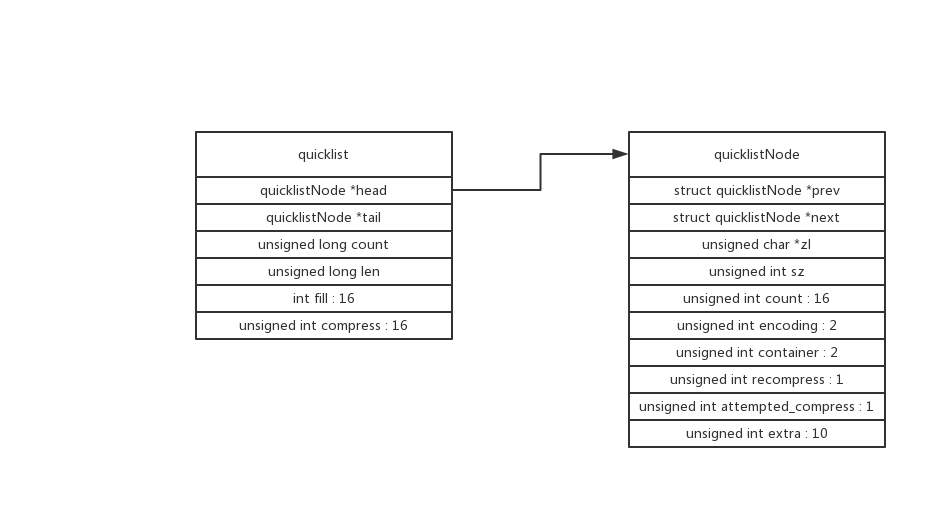 quicklist
quicklistNode *head
quicklistNode *tail
unsigned long count
unsigned long len
int fill : 16
unsigned int compress : 16
quicklistNode
struct quicklistNode *prev
struct quicklistNode *next
unsigned char *zl
unsigned int sz
unsigned int count : 16
unsigned int encoding : 2
unsigned int container : 2
unsigned int recompress : 1
unsigned int attempted_compress : 1
unsigned int extra : 10